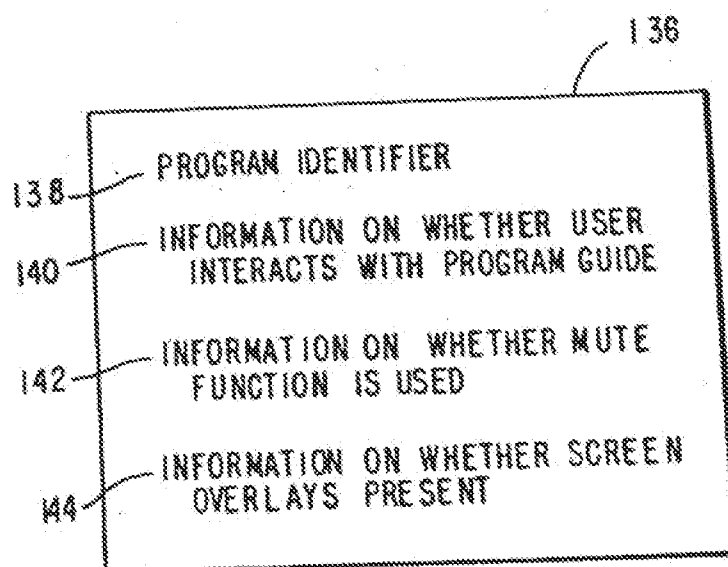 136
138 PROGRAM IDENTIFIER
INFORMATION ON WHETHER USER
140 INTERACTS WITH PROGRAM GUIDE
INFORMATION ON WHETHER MUTE
142 FUNCTION IS USED
INFORMATION ON WHETHER SCREEN
144 OVERLAYS PRESENT